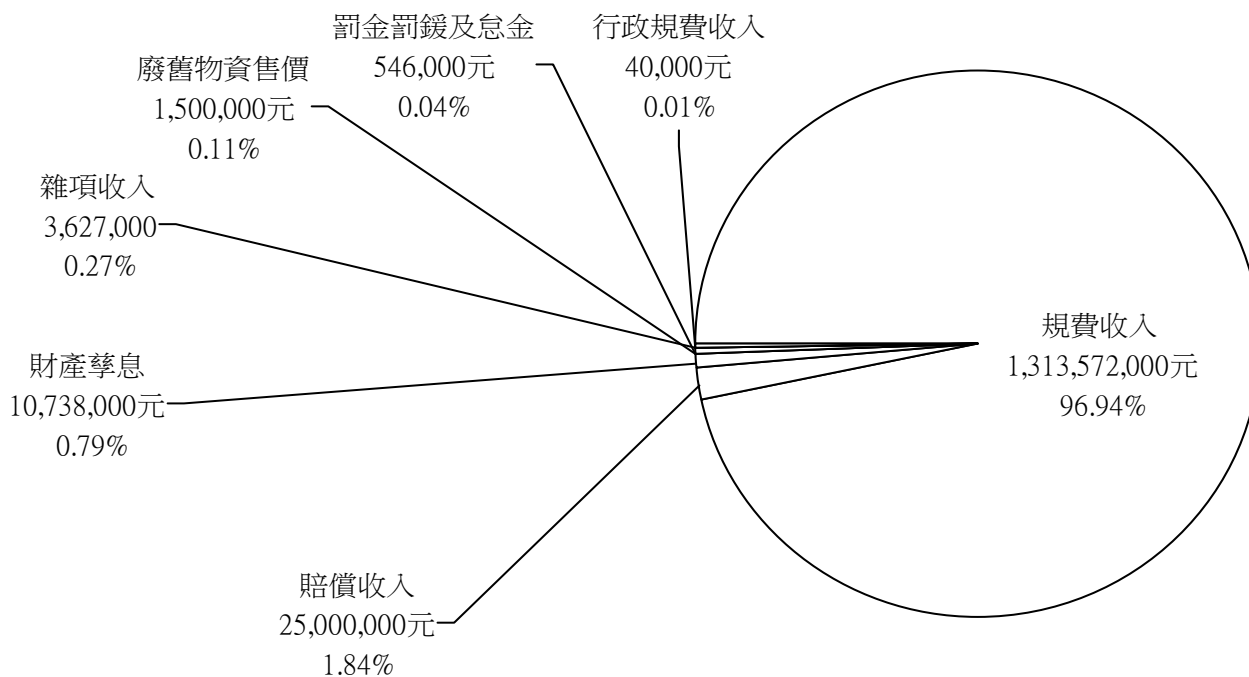 罰金罰鍰及怠金
546,000元
0.04%
行政規費收入
40,000元
0.01%
廢舊物資售價
1,500,000元
0.11%
雜項收入
3,627,000
0.27%
財產孳息
10,738,000元
0.79%
規費收入
1,313,572,000元
96.94%
賠償收入
25,000,000元
1.84%